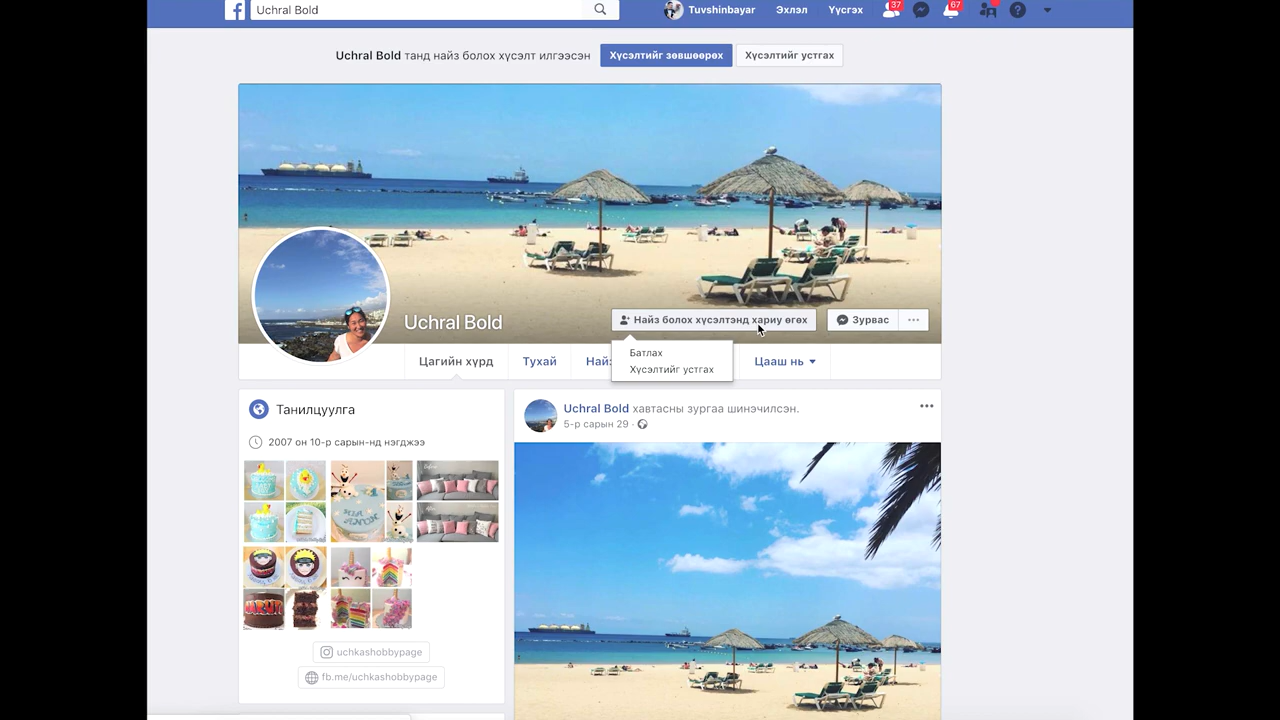 Uchral Bold
Tuvshinbayar
Эхлэл
Үүсгэх
37
67
Uchral Bold танд найз болох хүсэлт илгээсэн
Хүсэлтийг зөвшөөрөх
Хүсэлтийг устгах
Uchral Bold
Найз болох хүсэлтэнд хариу өгөх
Зурвас
Батлах
Хүсэлтийг устгах
Цагийн хүрд
Тухай
Цааш нь
Танилцуулга
2007 он 10-р сарын-нд нэгджээ
NARUTO
uchkashobbypage
fb.me/uchkashobbypage
Uchral Bold хавтасны зургаа шинэчилсэн.
5-р сарын 29